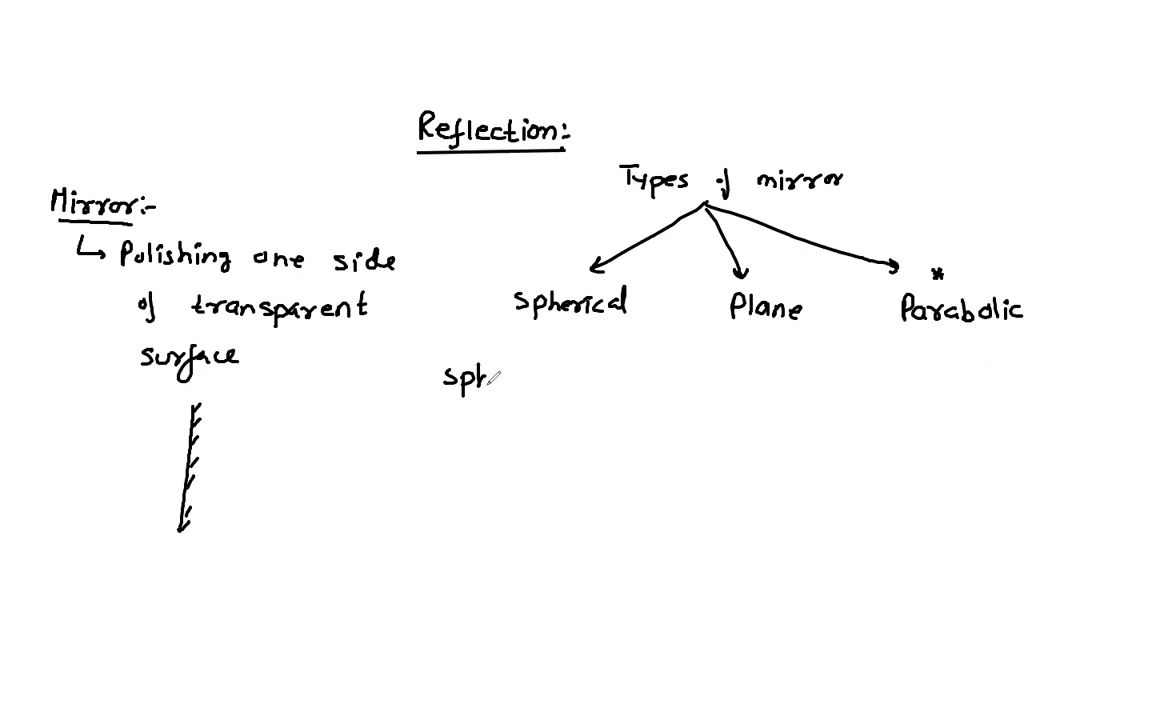 Reflection:-
Types of mirror
Mirror:-
↳ Polishing one side
of transparent
surface
Spherical Plane * Parabolic
sph